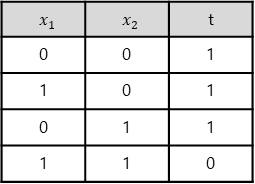 x₁ x₂ t
0 0 1
1 0 1
0 1 1
1 1 0